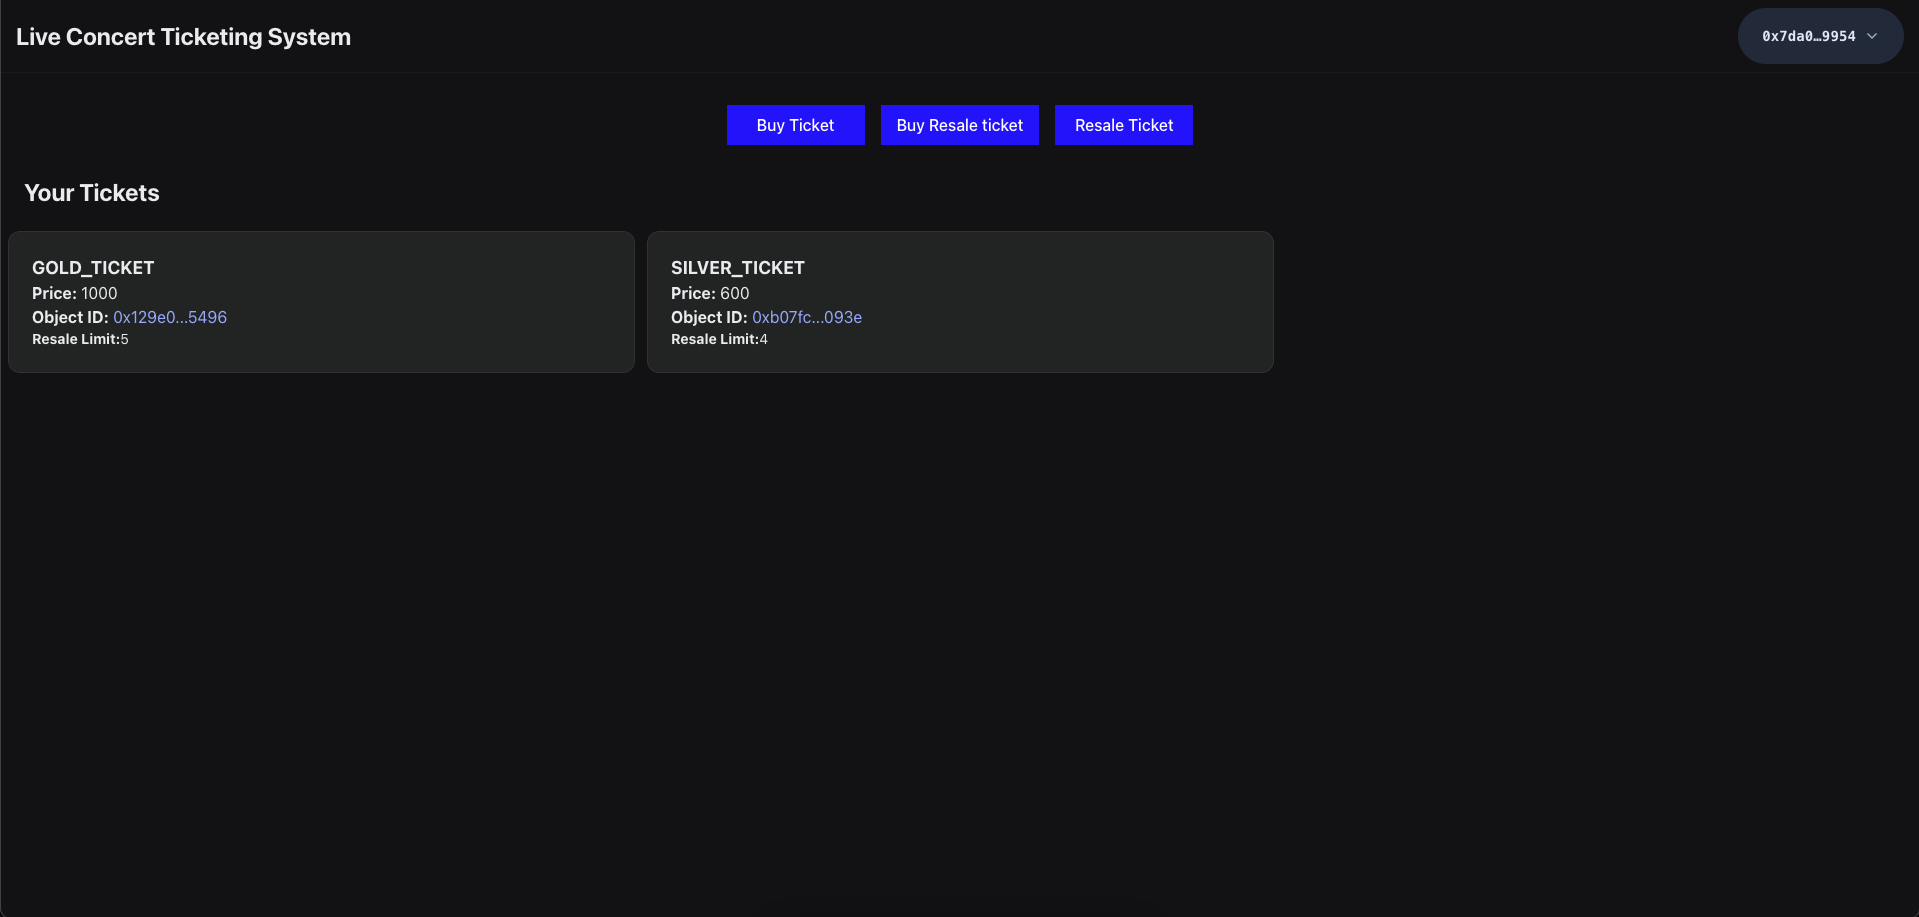 Live Concert Ticketing System
0x7da0…9954
Buy Ticket
Buy Resale ticket
Resale Ticket
Your Tickets
GOLD_TICKET
Price: 1000
Object ID: 0x129e0...5496
Resale Limit:5
SILVER_TICKET
Price: 600
Object ID: 0xb07fc...093e
Resale Limit:4